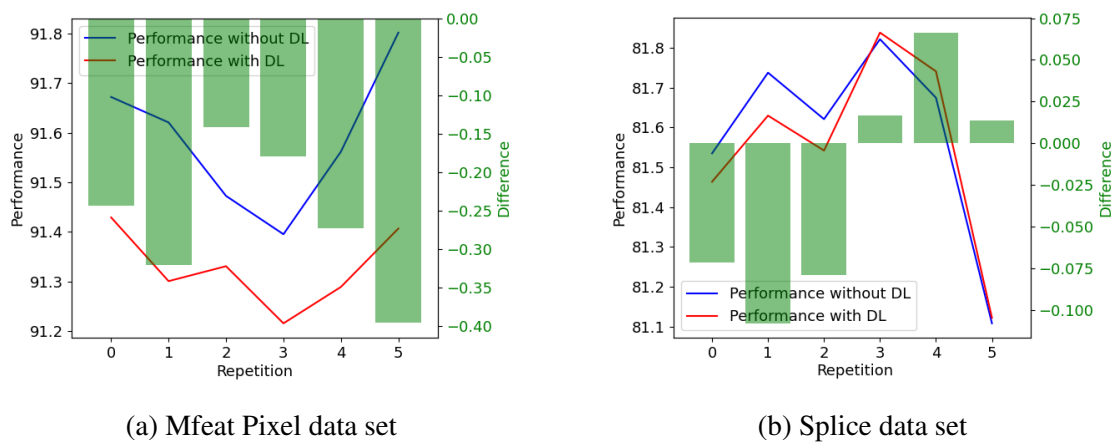 91.8
91.7
91.6
91.5
91.4
91.3
91.2
Performance
Performance without DL
Performance with DL
0.00
−0.05
−0.10
−0.15
−0.20
−0.25
−0.30
−0.35
−0.40
Difference
0 1 2 3 4 5
Repetition
(a) Mfeat Pixel data set
81.8
81.7
81.6
81.5
81.4
81.3
81.2
81.1
Performance
Performance without DL
Performance with DL
0.075
0.050
0.025
0.000
−0.025
−0.050
−0.075
−0.100
Difference
0 1 2 3 4 5
Repetition
(b) Splice data set